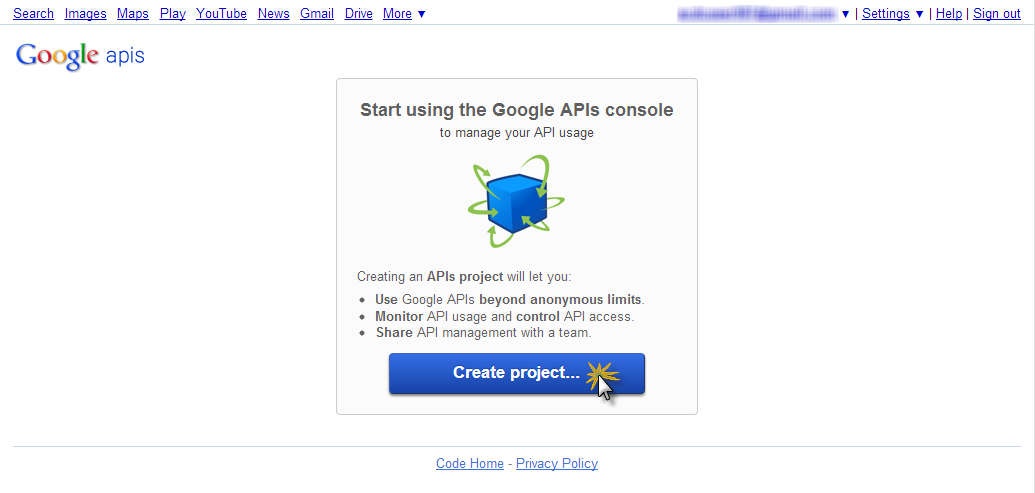 Search Images Maps Play YouTube News Gmail Drive More ▼ ▼ | Settings ▼ | Help | Sign out
Google apis
Start using the Google APIs console
to manage your API usage
Creating an APIs project will let you:
• Use Google APIs beyond anonymous limits.
• Monitor API usage and control API access.
• Share API management with a team.
Create project...
Code Home - Privacy Policy